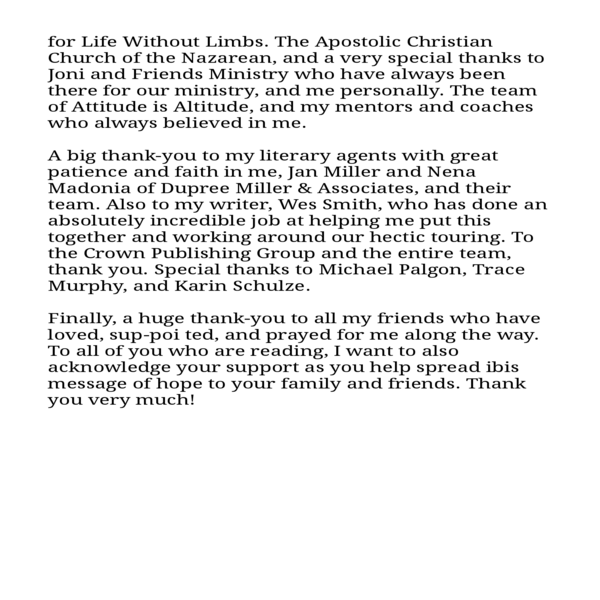 for Life Without Limbs. The Apostolic Christian
Church of the Nazarean, and a very special thanks to
Joni and Friends Ministry who have always been
there for our ministry, and me personally. The team
of Attitude is Altitude, and my mentors and coaches
who always believed in me.
A big thank-you to my literary agents with great
patience and faith in me, Jan Miller and Nena
Madonia of Dupree Miller & Associates, and their
team. Also to my writer, Wes Smith, who has done an
absolutely incredible job at helping me put this
together and working around our hectic touring. To
the Crown Publishing Group and the entire team,
thank you. Special thanks to Michael Palgon, Trace
Murphy, and Karin Schulze.
Finally, a huge thank-you to all my friends who have
loved, sup-poi ted, and prayed for me along the way.
To all of you who are reading, I want to also
acknowledge your support as you help spread ibis
message of hope to your family and friends. Thank
you very much!